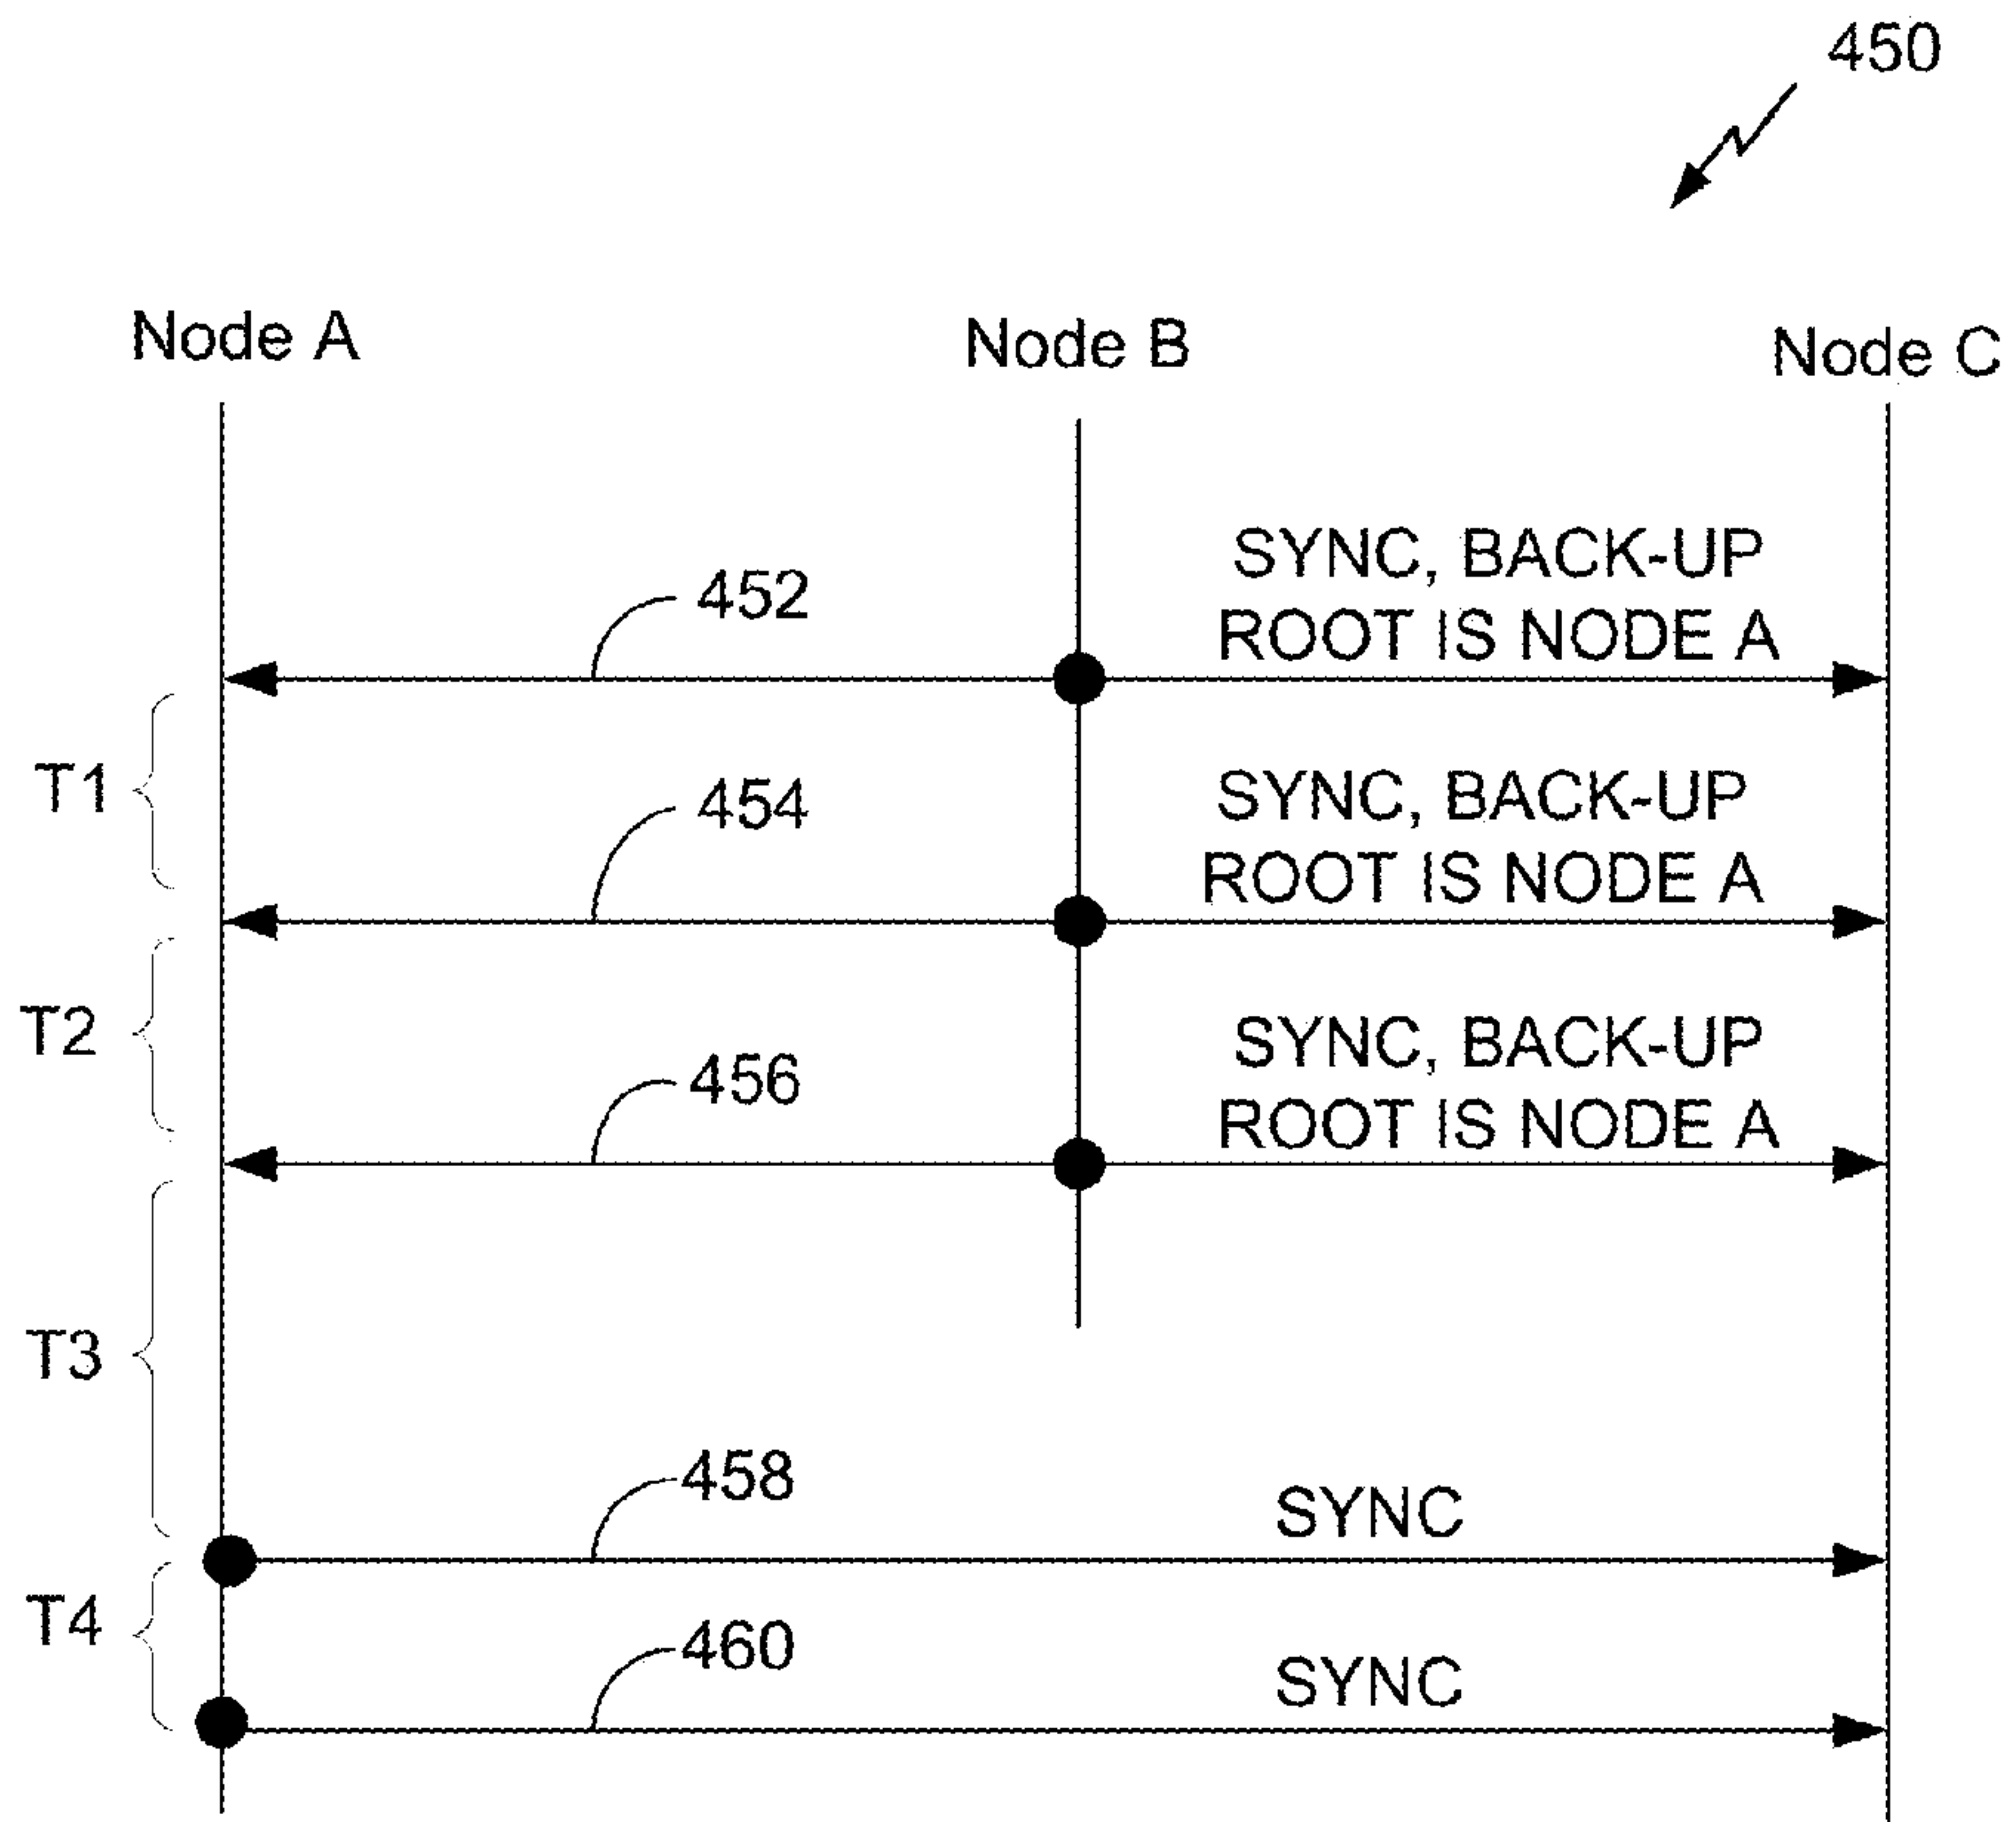 450
Node A
Node B
Node C
SYNC, BACK-UP
452
ROOT IS NODE A
T1
454
SYNC, BACK-UP
ROOT IS NODE A
T2
456
SYNC, BACK-UP
ROOT IS NODE A
T3
458
SYNC
T4
460
SYNC